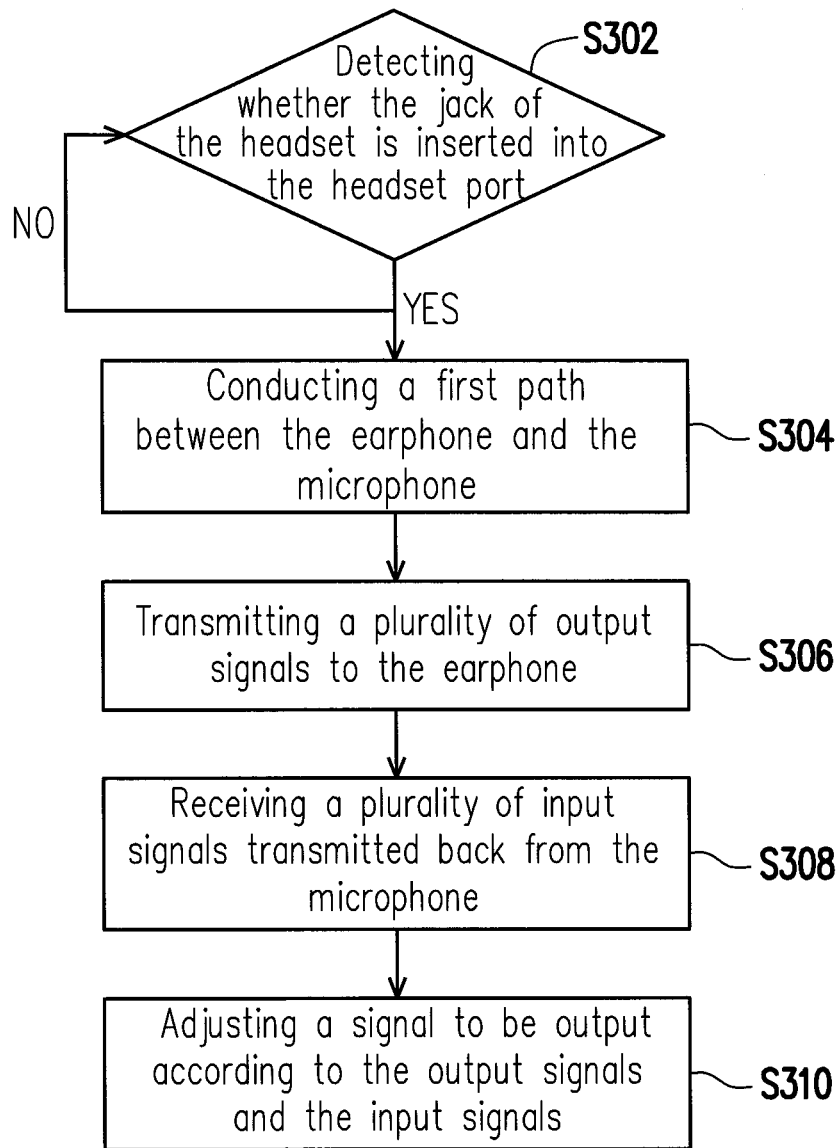 S302
Detecting
whether the jack of
the headset is inserted into
the headset port
NO
YES
Conducting a first path
between the earphone and the
microphone
S304
Transmitting a plurality of output
signals to the earphone
S306
Receiving a plurality of input
signals transmitted back from the
microphone
S308
Adjusting a signal to be output
according to the output signals
and the input signals
S310